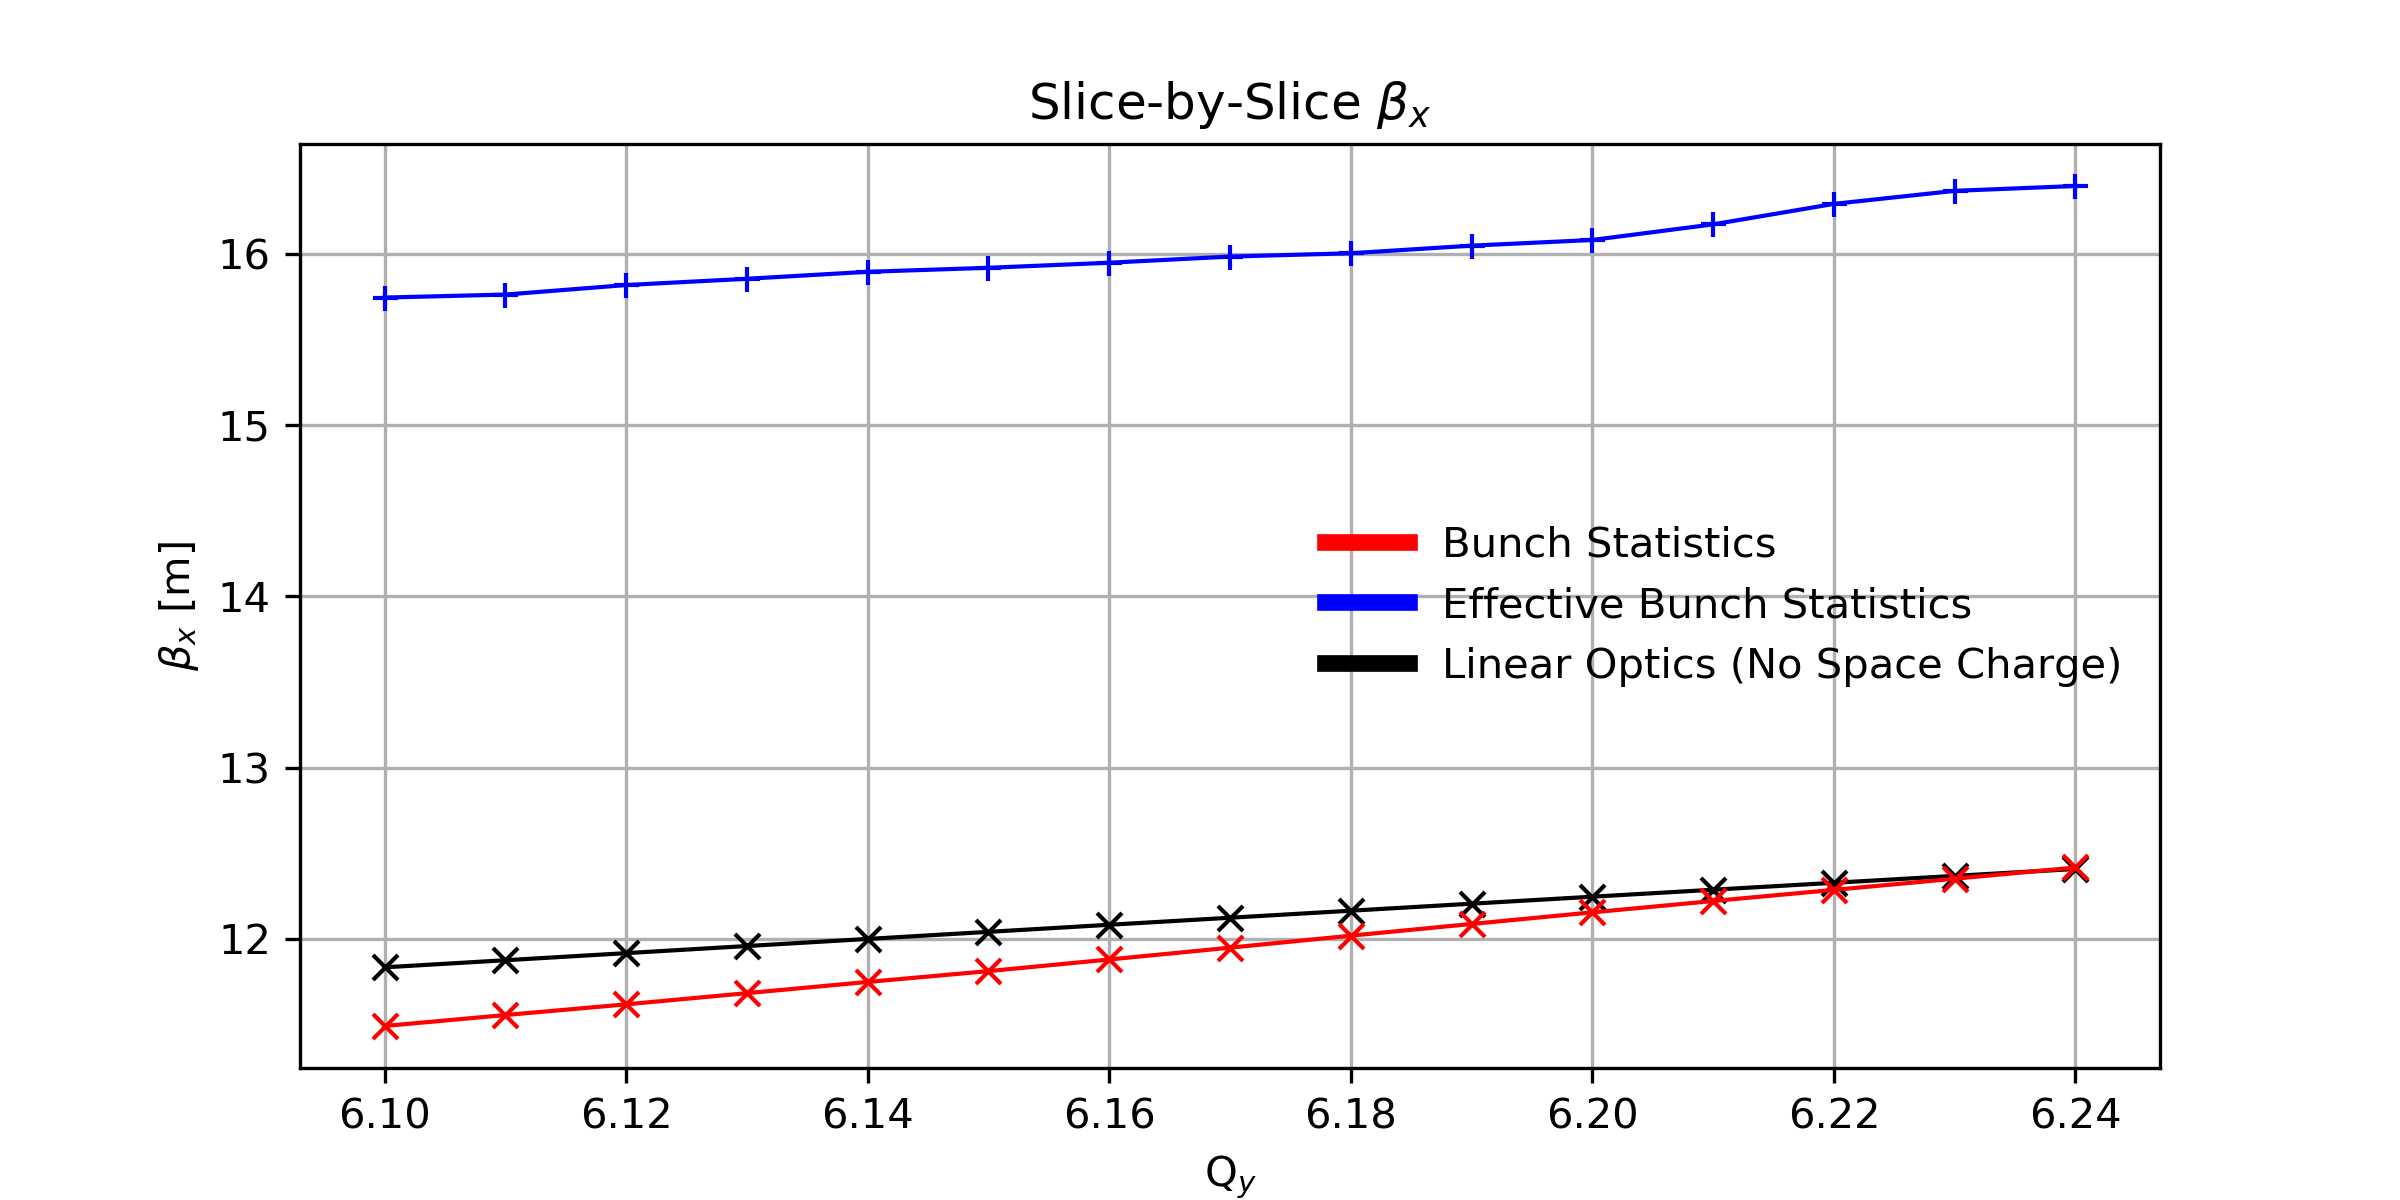 Slice-by-Slice βx
16
15
14
13
12
βx [m]
Bunch Statistics
Effective Bunch Statistics
Linear Optics (No Space Charge)
6.10 6.12 6.14 6.16 6.18 6.20 6.22 6.24
Qy